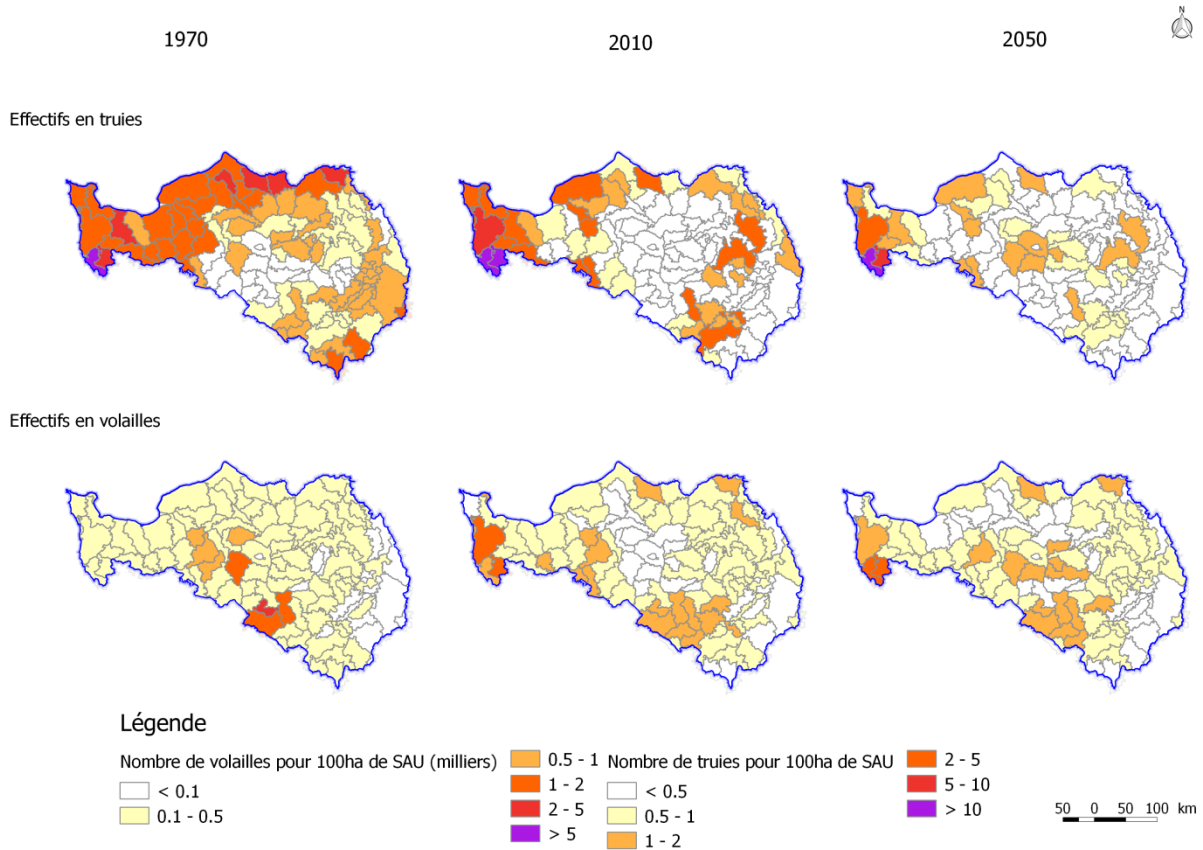 N
1970 2010 2050
Effectifs en truies
Effectifs en volailles
Légende
Nombre de volailles pour 100ha de SAU (milliers)
< 0.1
0.1 - 0.5
0.5 - 1
1 - 2
2 - 5
> 5
Nombre de truies pour 100ha de SAU
< 0.5
0.5 - 1
1 - 2
2 - 5
5 - 10
> 10
50 0 50 100 km